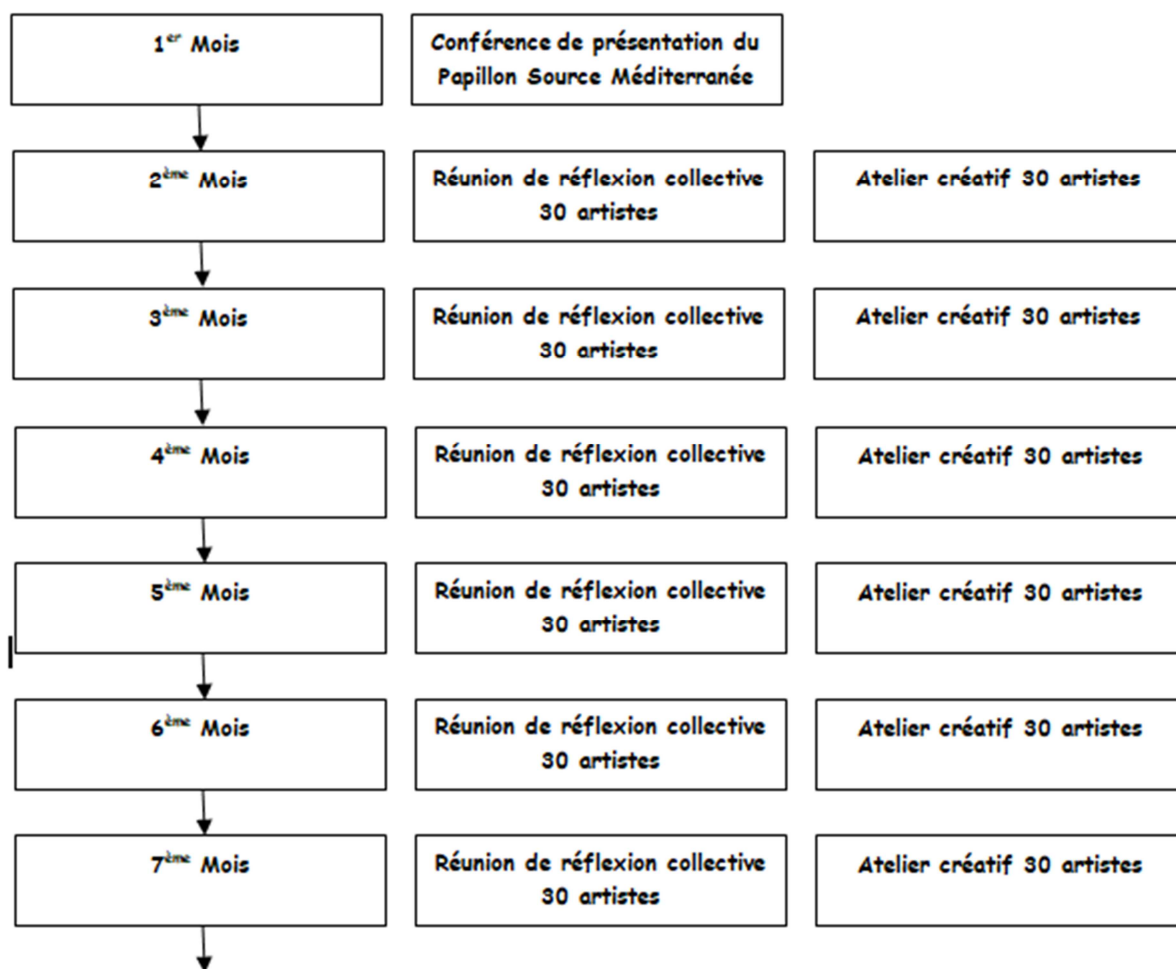 1er Mois
Conférence de présentation du
Papillon Source Méditerranée
2ème Mois
Réunion de réflexion collective
30 artistes
Atelier créatif 30 artistes
3ème Mois
Réunion de réflexion collective
30 artistes
Atelier créatif 30 artistes
4ème Mois
Réunion de réflexion collective
30 artistes
Atelier créatif 30 artistes
5ème Mois
Réunion de réflexion collective
30 artistes
Atelier créatif 30 artistes
6ème Mois
Réunion de réflexion collective
30 artistes
Atelier créatif 30 artistes
7ème Mois
Réunion de réflexion collective
30 artistes
Atelier créatif 30 artistes